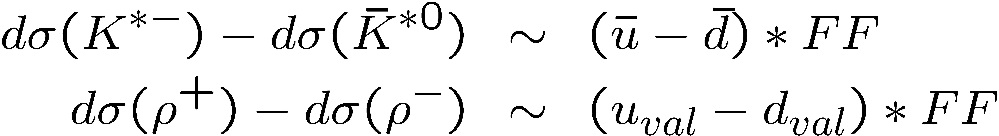 dσ(K*⁻) − dσ(K̄*⁰) ~ (ū − d̄) * FF
dσ(ρ⁺) − dσ(ρ⁻) ~ (u_val − d_val) * FF